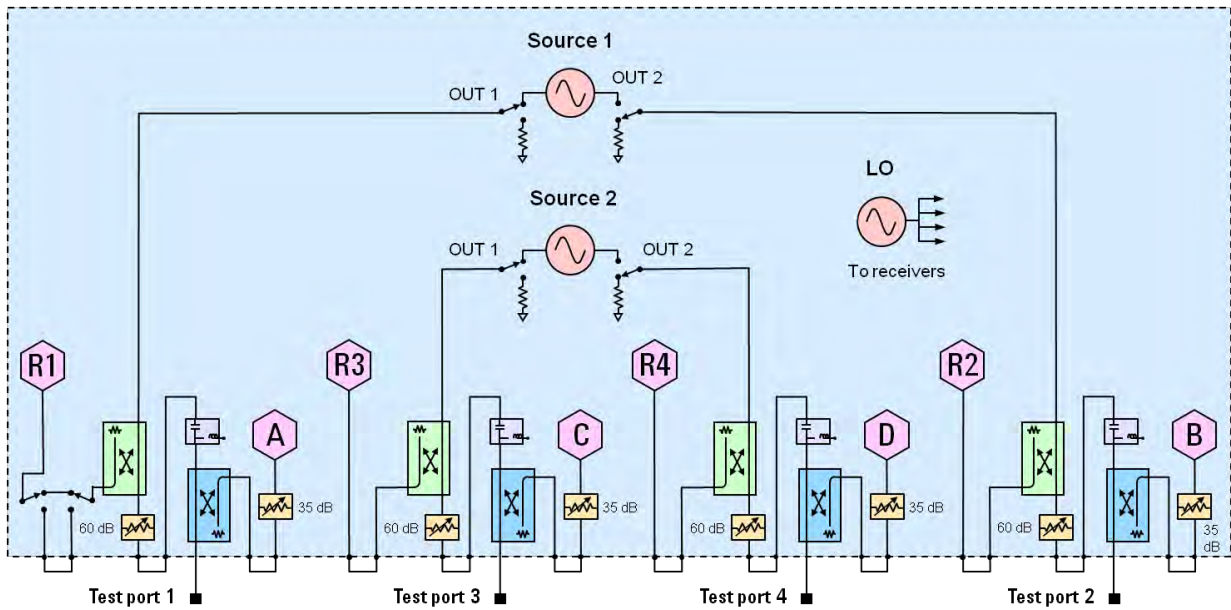 Source 1
OUT 1
OUT 2
LO
Source 2
OUT 1
OUT 2
To receivers
R1
R3
R4
R2
A
C
D
B
60 dB
35 dB
60 dB
35 dB
60 dB
35 dB
60 dB
35
dB
Test port 1
Test port 3
Test port 4
Test port 2